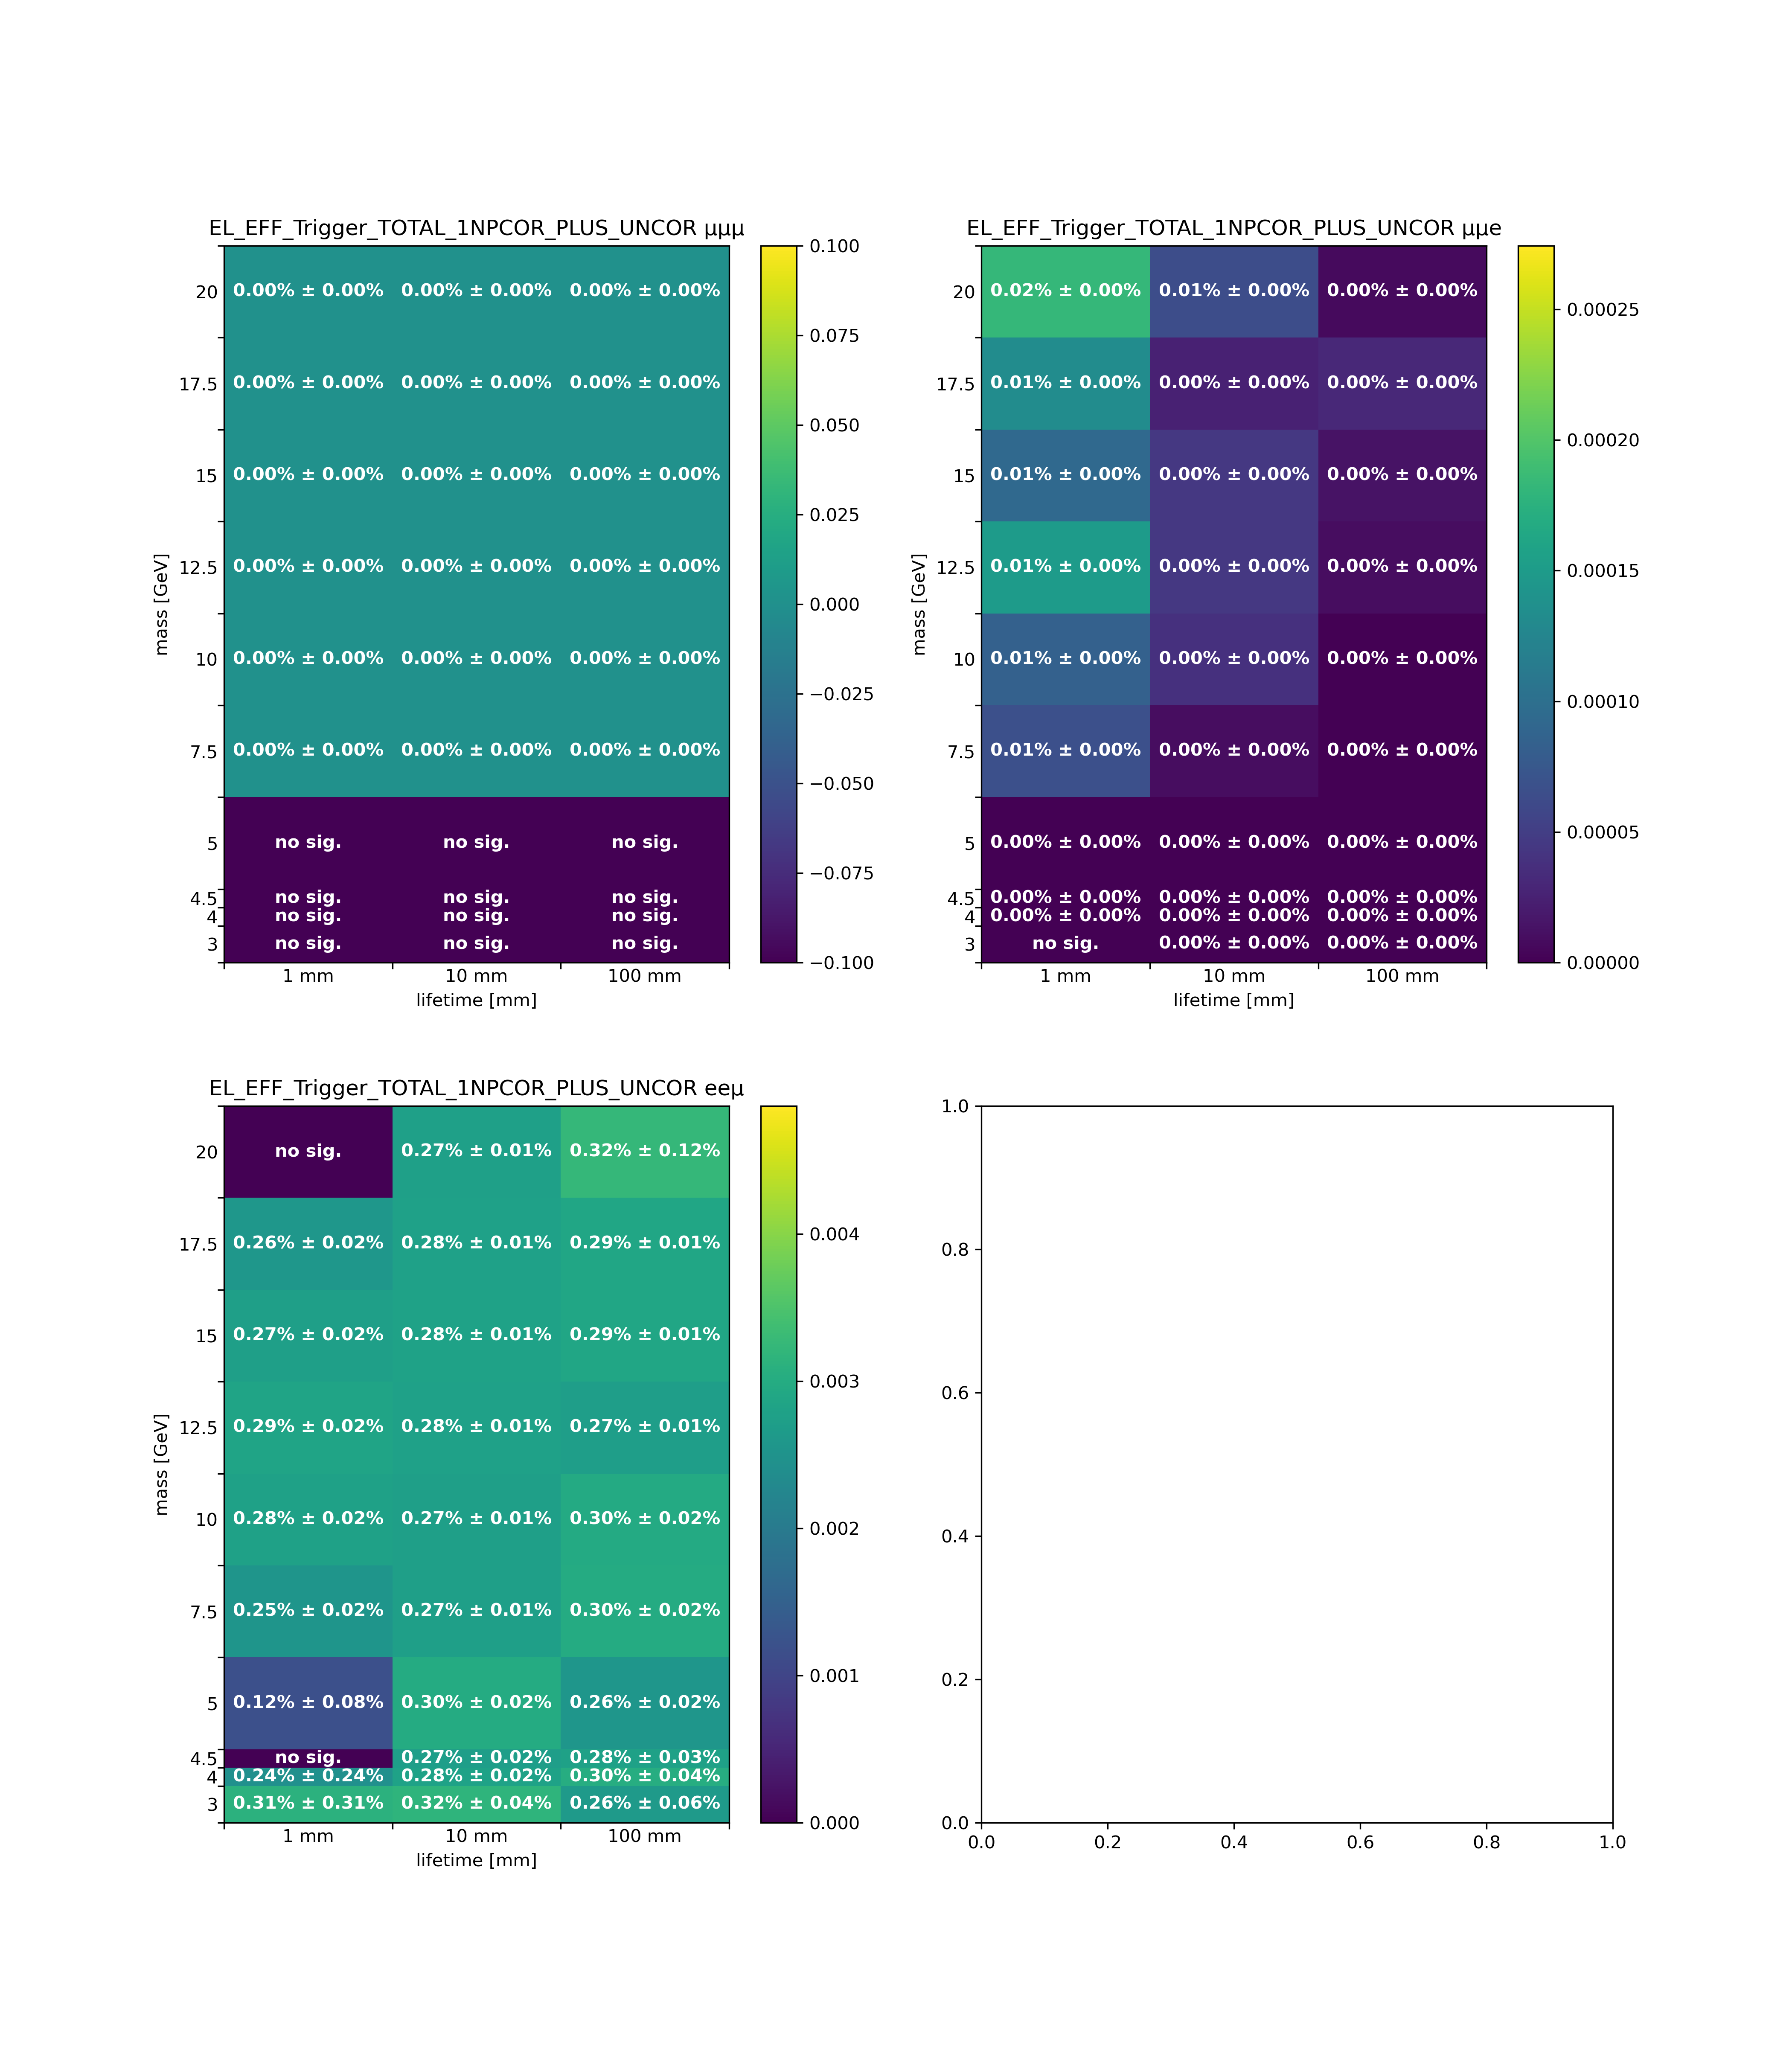 EL_EFF_Trigger_TOTAL_1NPCOR_PLUS_UNCOR μμμ
mass [GeV]
20 0.00% ± 0.00% 0.00% ± 0.00% 0.00% ± 0.00%
17.5 0.00% ± 0.00% 0.00% ± 0.00% 0.00% ± 0.00%
15 0.00% ± 0.00% 0.00% ± 0.00% 0.00% ± 0.00%
12.5 0.00% ± 0.00% 0.00% ± 0.00% 0.00% ± 0.00%
10 0.00% ± 0.00% 0.00% ± 0.00% 0.00% ± 0.00%
7.5 0.00% ± 0.00% 0.00% ± 0.00% 0.00% ± 0.00%
5 no sig. no sig. no sig.
4.5 no sig. no sig. no sig.
4 no sig. no sig. no sig.
3 no sig. no sig. no sig.
1 mm 10 mm 100 mm
lifetime [mm]
0.100
0.075
0.050
0.025
0.000
−0.025
−0.050
−0.075
−0.100
EL_EFF_Trigger_TOTAL_1NPCOR_PLUS_UNCOR μμe
mass [GeV]
20 0.02% ± 0.00% 0.01% ± 0.00% 0.00% ± 0.00%
17.5 0.01% ± 0.00% 0.00% ± 0.00% 0.00% ± 0.00%
15 0.01% ± 0.00% 0.00% ± 0.00% 0.00% ± 0.00%
12.5 0.01% ± 0.00% 0.00% ± 0.00% 0.00% ± 0.00%
10 0.01% ± 0.00% 0.00% ± 0.00% 0.00% ± 0.00%
7.5 0.01% ± 0.00% 0.00% ± 0.00% 0.00% ± 0.00%
5 0.00% ± 0.00% 0.00% ± 0.00% 0.00% ± 0.00%
4.5 0.00% ± 0.00% 0.00% ± 0.00% 0.00% ± 0.00%
4 0.00% ± 0.00% 0.00% ± 0.00% 0.00% ± 0.00%
3 no sig. 0.00% ± 0.00% 0.00% ± 0.00%
1 mm 10 mm 100 mm
lifetime [mm]
0.00025
0.00020
0.00015
0.00010
0.00005
0.00000
EL_EFF_Trigger_TOTAL_1NPCOR_PLUS_UNCOR eeμ
mass [GeV]
20 no sig. 0.27% ± 0.01% 0.32% ± 0.12%
17.5 0.26% ± 0.02% 0.28% ± 0.01% 0.29% ± 0.01%
15 0.27% ± 0.02% 0.28% ± 0.01% 0.29% ± 0.01%
12.5 0.29% ± 0.02% 0.28% ± 0.01% 0.27% ± 0.01%
10 0.28% ± 0.02% 0.27% ± 0.01% 0.30% ± 0.02%
7.5 0.25% ± 0.02% 0.27% ± 0.01% 0.30% ± 0.02%
5 0.12% ± 0.08% 0.30% ± 0.02% 0.26% ± 0.02%
4.5 no sig. 0.27% ± 0.02% 0.28% ± 0.03%
4 0.24% ± 0.24% 0.28% ± 0.02% 0.30% ± 0.04%
3 0.31% ± 0.31% 0.32% ± 0.04% 0.26% ± 0.06%
1 mm 10 mm 100 mm
lifetime [mm]
0.004
0.003
0.002
0.001
0.000
1.0
0.8
0.6
0.4
0.2
0.0
0.0 0.2 0.4 0.6 0.8 1.0